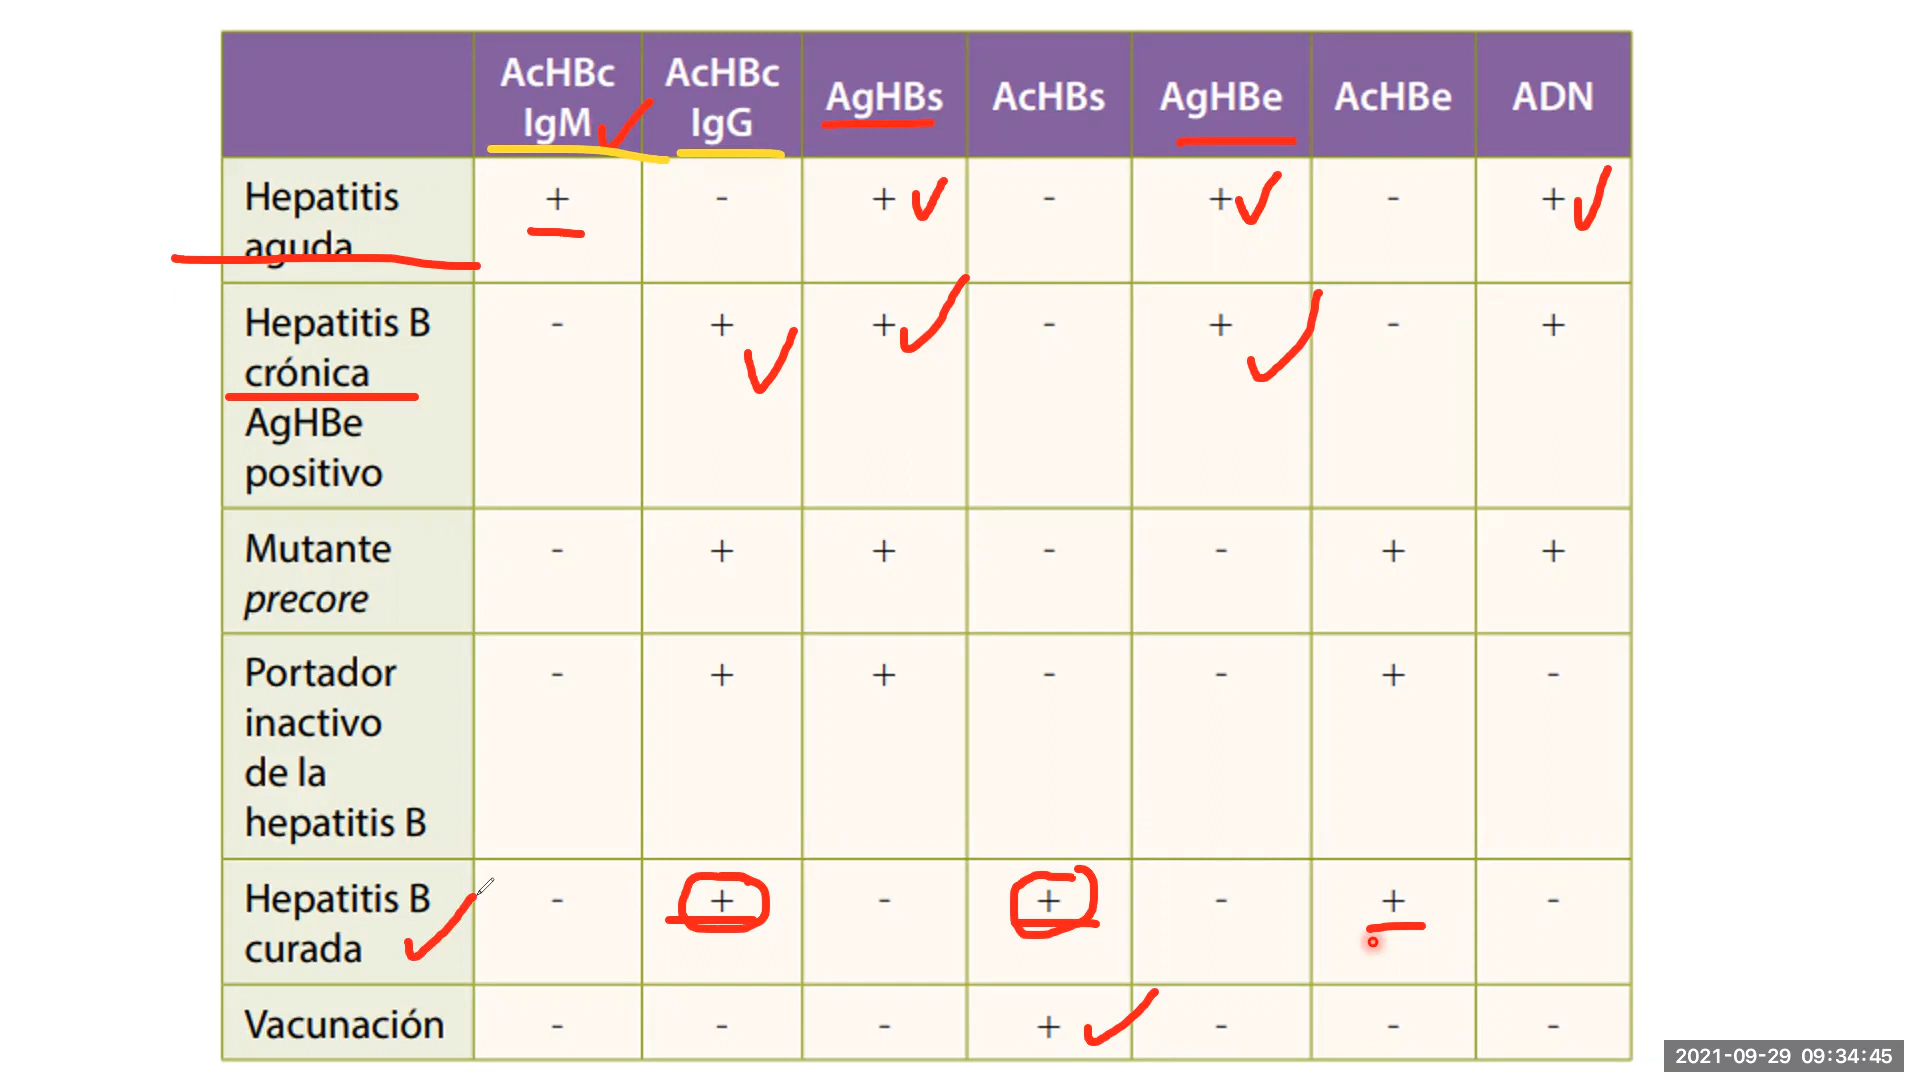 AcHBc IgM AcHBc IgG AgHBs AcHBs AgHBe AcHBe ADN
Hepatitis aguda + - + - + - +
Hepatitis B crónica AgHBe positivo - + + - + - +
Mutante precore - + + - - + +
Portador inactivo de la hepatitis B - + + - - + -
Hepatitis B curada - + - + - + -
Vacunación - - - + - - -
2021-09-29 09:34:45